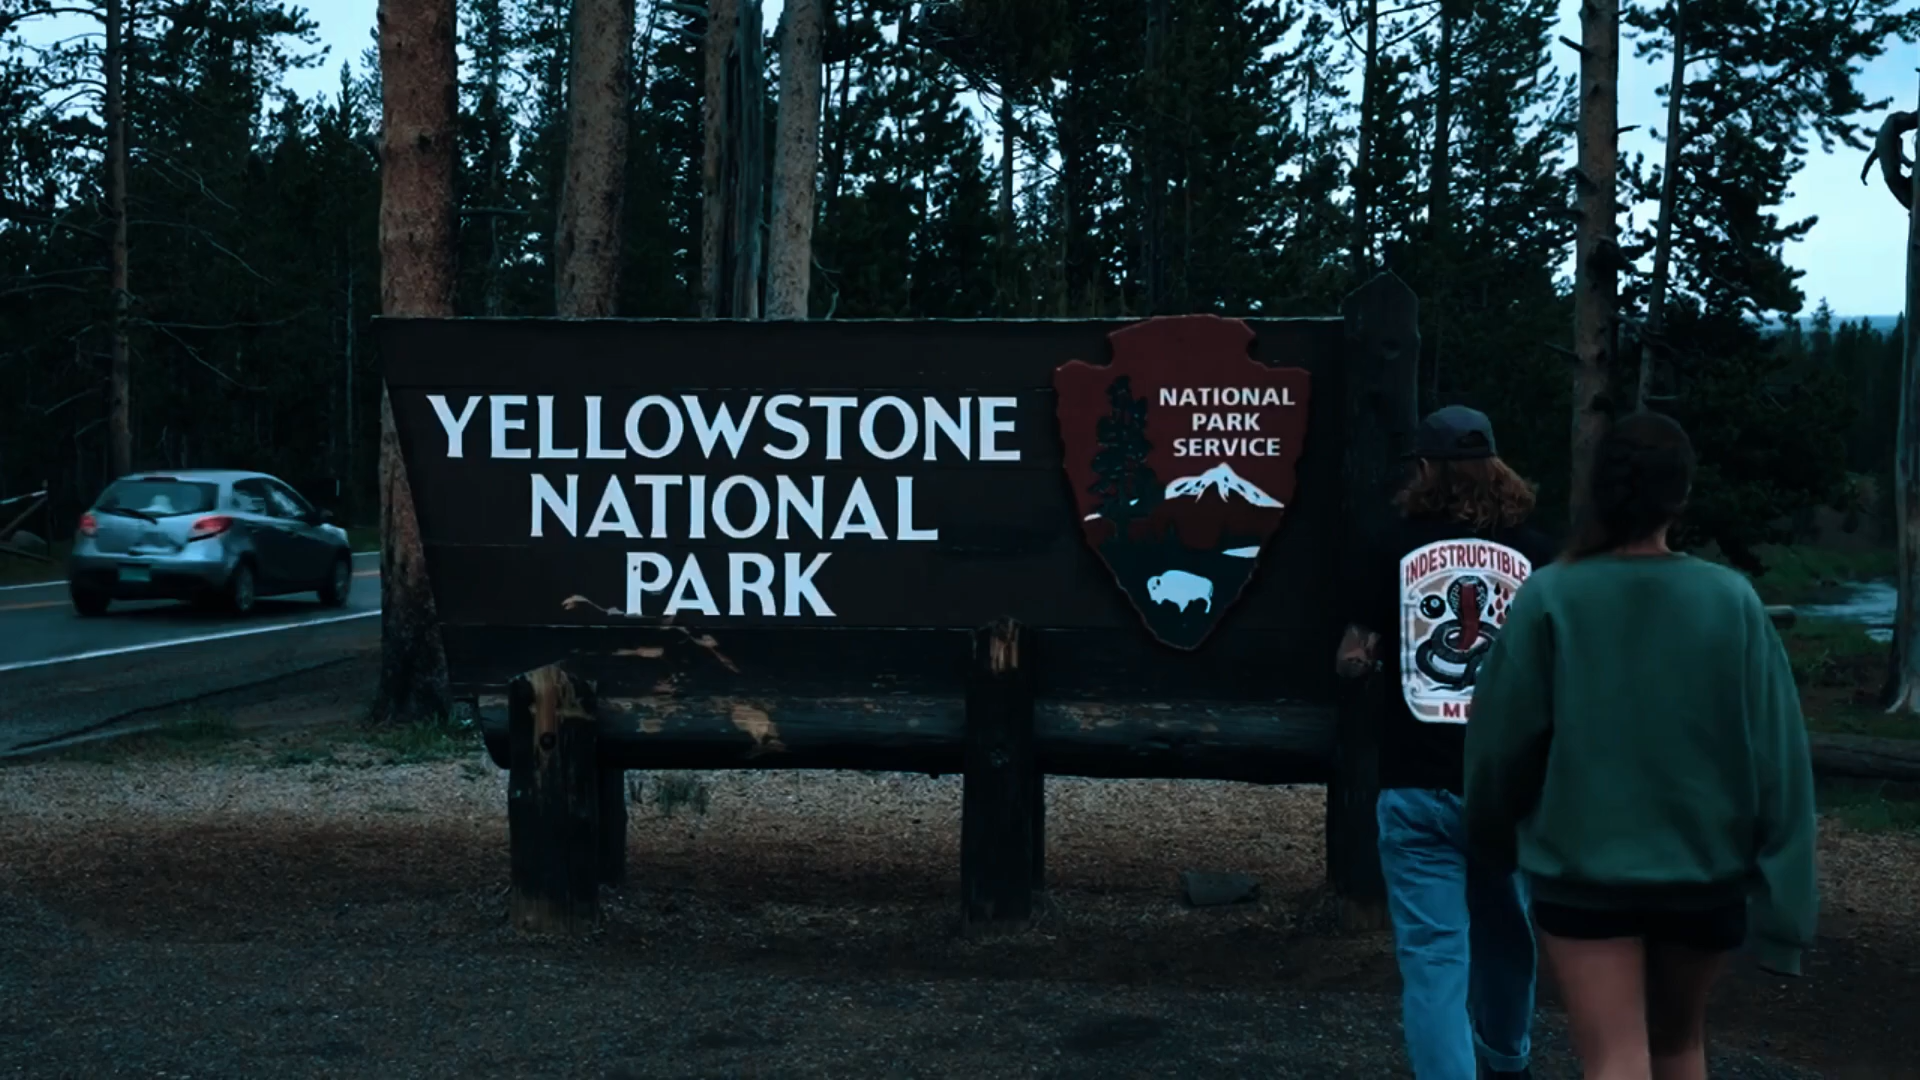 YELLOWSTONE
NATIONAL
PARK
NATIONAL
PARK
SERVICE
INDESTRUCTIBLE